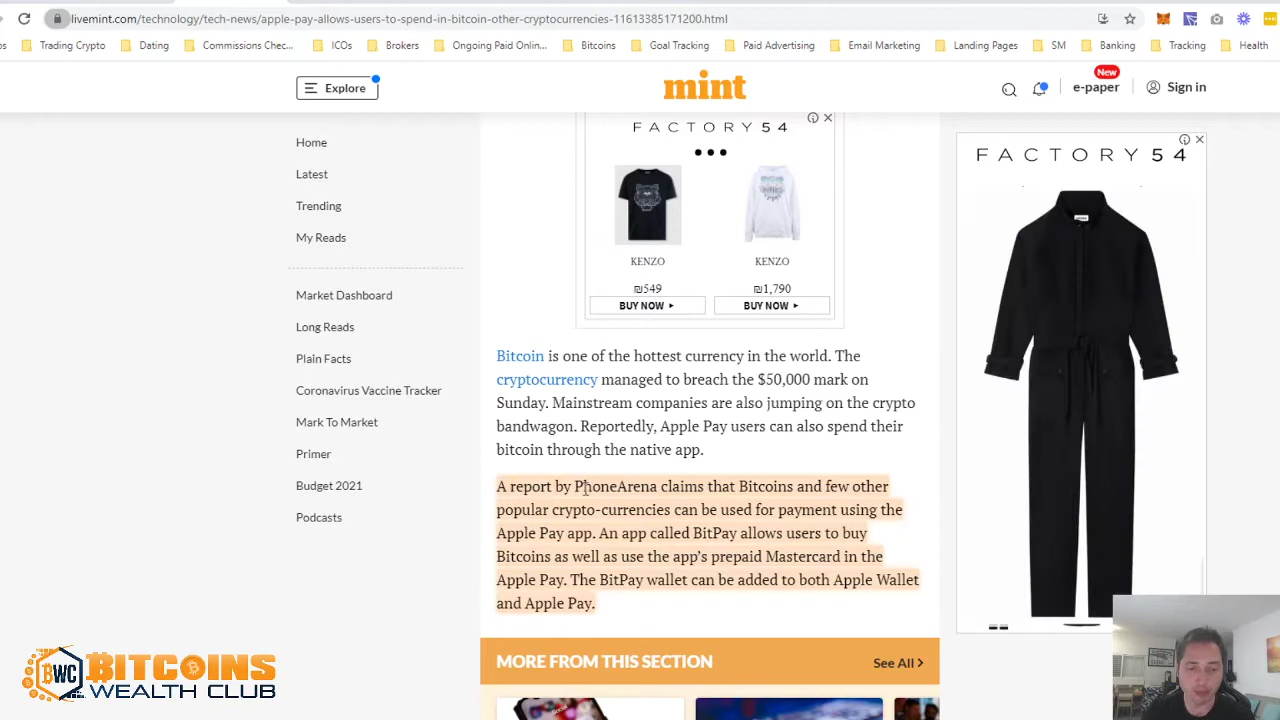 livemint.com/technology/tech-news/apple-pay-allows-users-to-spend-in-bitcoin-other-cryptocurrencies-11613385171200.html
Trading Crypto
Dating
Commissions Chec...
ICOs
Brokers
Ongoing Paid Onlin...
Bitcoins
Goal Tracking
Paid Advertising
Email Marketing
Landing Pages
SM
Banking
Tracking
Health
Explore
mint
New
e-paper
Sign in
Home
Latest
Trending
My Reads
Market Dashboard
Long Reads
Plain Facts
Coronavirus Vaccine Tracker
Mark To Market
Primer
Budget 2021
Podcasts
FACTORY 54
KENZO
KENZO
₪549
₪1,790
BUY NOW
BUY NOW
Bitcoin is one of the hottest currency in the world. The
cryptocurrency managed to breach the $50,000 mark on
Sunday. Mainstream companies are also jumping on the crypto
bandwagon. Reportedly, Apple Pay users can also spend their
bitcoin through the native app.
A report by PhoneArena claims that Bitcoins and few other
popular crypto-currencies can be used for payment using the
Apple Pay app. An app called BitPay allows users to buy
Bitcoins as well as use the app's prepaid Mastercard in the
Apple Pay. The BitPay wallet can be added to both Apple Wallet
and Apple Pay.
MORE FROM THIS SECTION
See All
FACTORY 54
BWC
BITCOINS
WEALTH CLUB